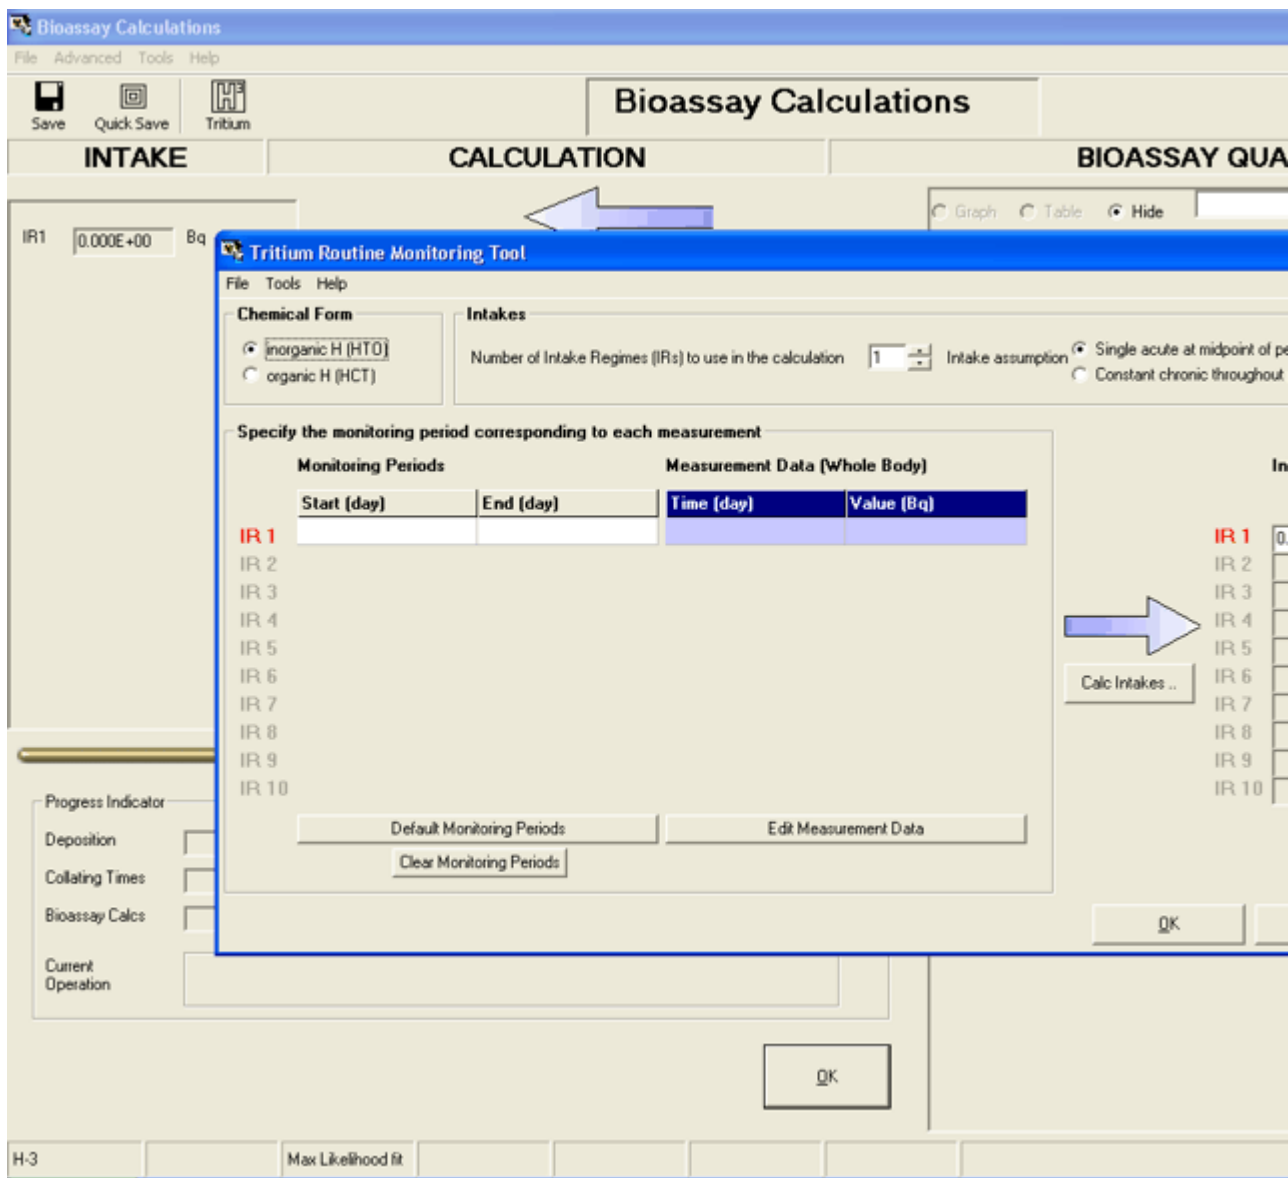 Bioassay Calculations
File Advanced Tools Help
Save Quick Save Tritium
Bioassay Calculations
INTAKE CALCULATION BIOASSAY QUA
Graph Table Hide
IR1 0.000E+00 Bq
Tritium Routine Monitoring Tool
File Tools Help
Chemical Form
inorganic H (HTO)
organic H (HCT)
Intakes
Number of Intake Regimes (IRs) to use in the calculation 1 Intake assumption
Single acute at midpoint of pe
Constant chronic throughout
Specify the monitoring period corresponding to each measurement
Monitoring Periods Measurement Data (Whole Body) In
Start (day) End (day) Time (day) Value (Bq)
IR 1 IR 1 0.
IR 2 IR 2
IR 3 IR 3
IR 4 IR 4
IR 5 IR 5
IR 6 Calc Intakes .. IR 6
IR 7 IR 7
IR 8 IR 8
IR 9 IR 9
IR 10 IR 10
Default Monitoring Periods Edit Measurement Data
Clear Monitoring Periods
OK
Progress Indicator
Deposition
Collating Times
Bioassay Calcs
Current
Operation
OK
H-3 Max Likelihood fit